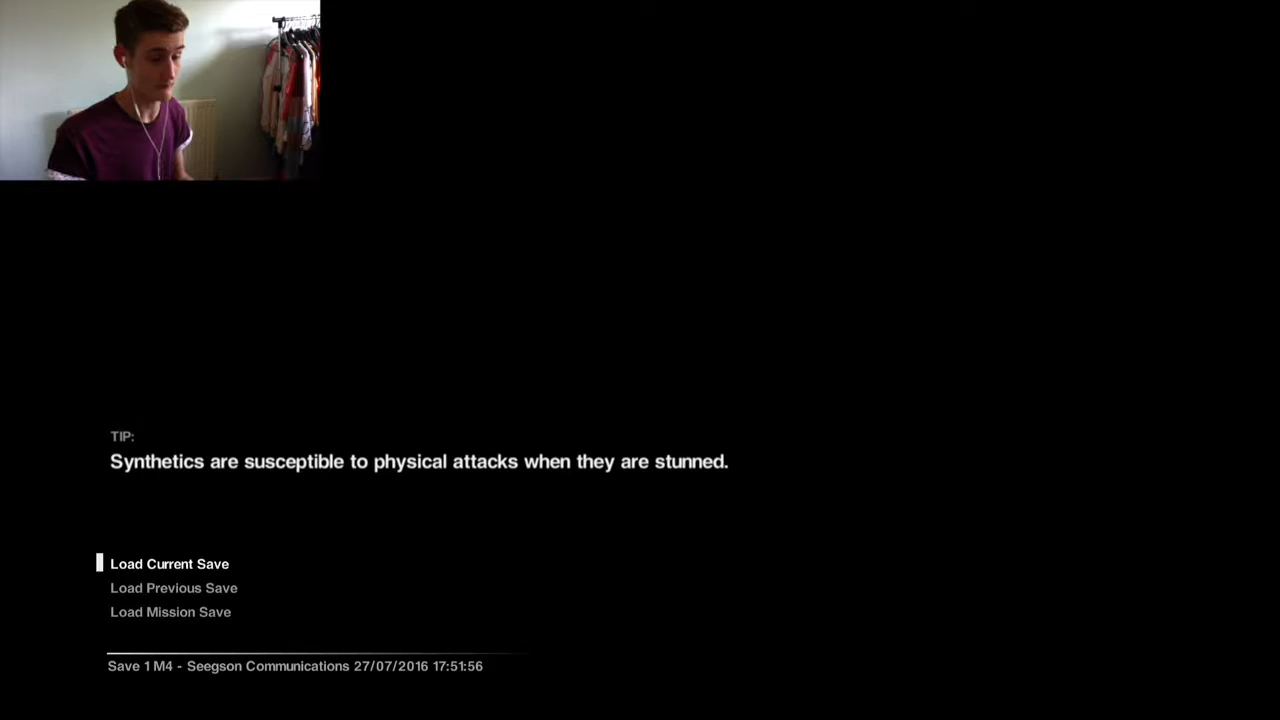 TIP:
Synthetics are susceptible to physical attacks when they are stunned.
Load Current Save
Load Previous Save
Load Mission Save
Save 1 M4 - Seegson Communications 27/07/2016 17:51:56